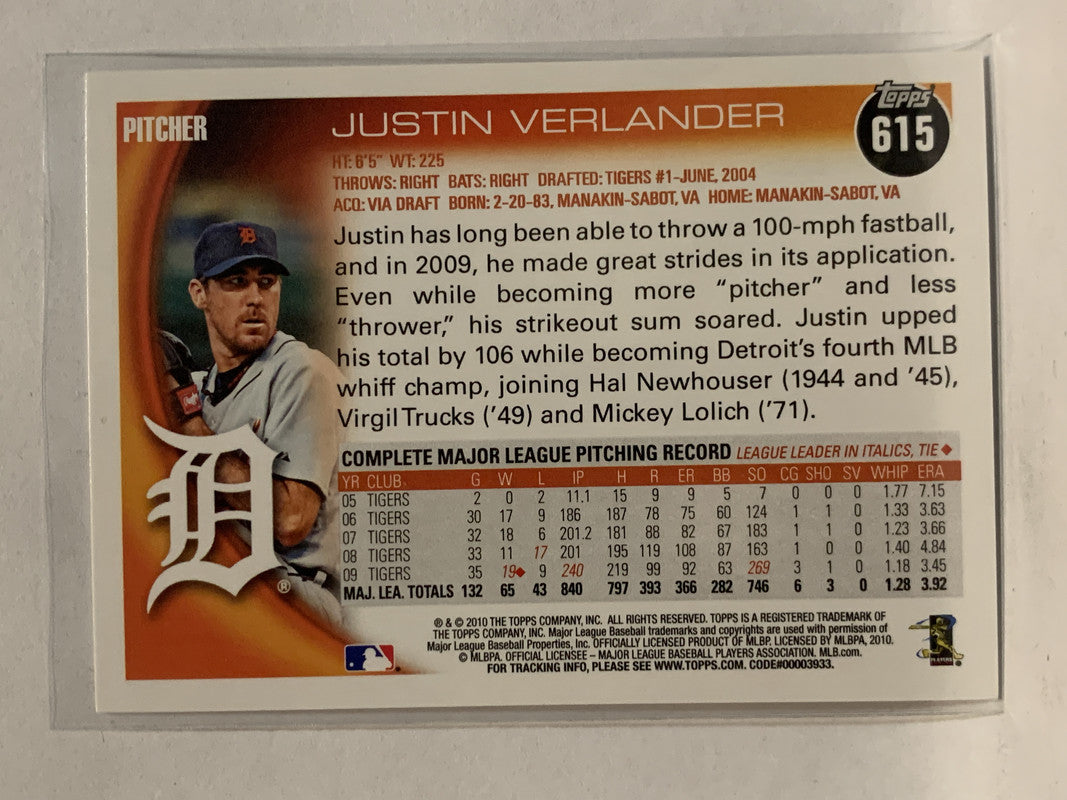 PITCHER
JUSTIN VERLANDER
Topps
615
HT: 6'5" WT: 225
THROWS: RIGHT BATS: RIGHT DRAFTED: TIGERS #1-JUNE, 2004
ACQ: VIA DRAFT BORN: 2-20-83, MANAKIN-SABOT, VA HOME: MANAKIN-SABOT, VA
Justin has long been able to throw a 100-mph fastball,
and in 2009, he made great strides in its application.
Even while becoming more “pitcher” and less
“thrower,” his strikeout sum soared. Justin upped
his total by 106 while becoming Detroit's fourth MLB
whiff champ, joining Hal Newhouser (1944 and '45),
Virgil Trucks ('49) and Mickey Lolich ('71).
COMPLETE MAJOR LEAGUE PITCHING RECORD LEAGUE LEADER IN ITALICS, TIE ♦
YR CLUB G W L IP H R ER BB SO CG SHO SV WHIP ERA
05 TIGERS 2 0 2 11.1 15 9 9 5 7 0 0 0 1.77 7.15
06 TIGERS 30 17 9 186 187 78 75 60 124 1 1 0 1.33 3.63
07 TIGERS 32 18 6 201.2 181 88 82 67 183 1 1 0 1.23 3.66
08 TIGERS 33 11 17 201 195 119 108 87 163 1 0 0 1.40 4.84
09 TIGERS 35 19♦ 9 240 219 99 92 63 269 3 1 0 1.18 3.45
MAJ. LEA. TOTALS 132 65 43 840 797 393 366 282 746 6 3 0 1.28 3.92
D
D ®
® & © 2010 THE TOPPS COMPANY, INC. ALL RIGHTS RESERVED. TOPPS IS A REGISTERED TRADEMARK OF
THE TOPPS COMPANY, INC. Major League Baseball trademarks and copyrights are used with permission of
Major League Baseball Properties, Inc. OFFICIALLY LICENSED PRODUCT OF MLBP. LICENSED BY MLBPA, 2010.
© MLBPA. OFFICIAL LICENSEE – MAJOR LEAGUE BASEBALL PLAYERS ASSOCIATION. MLB.com.
FOR TRACKING INFO, PLEASE SEE WWW.TOPPS.COM. CODE#00003933.
PLAYERS